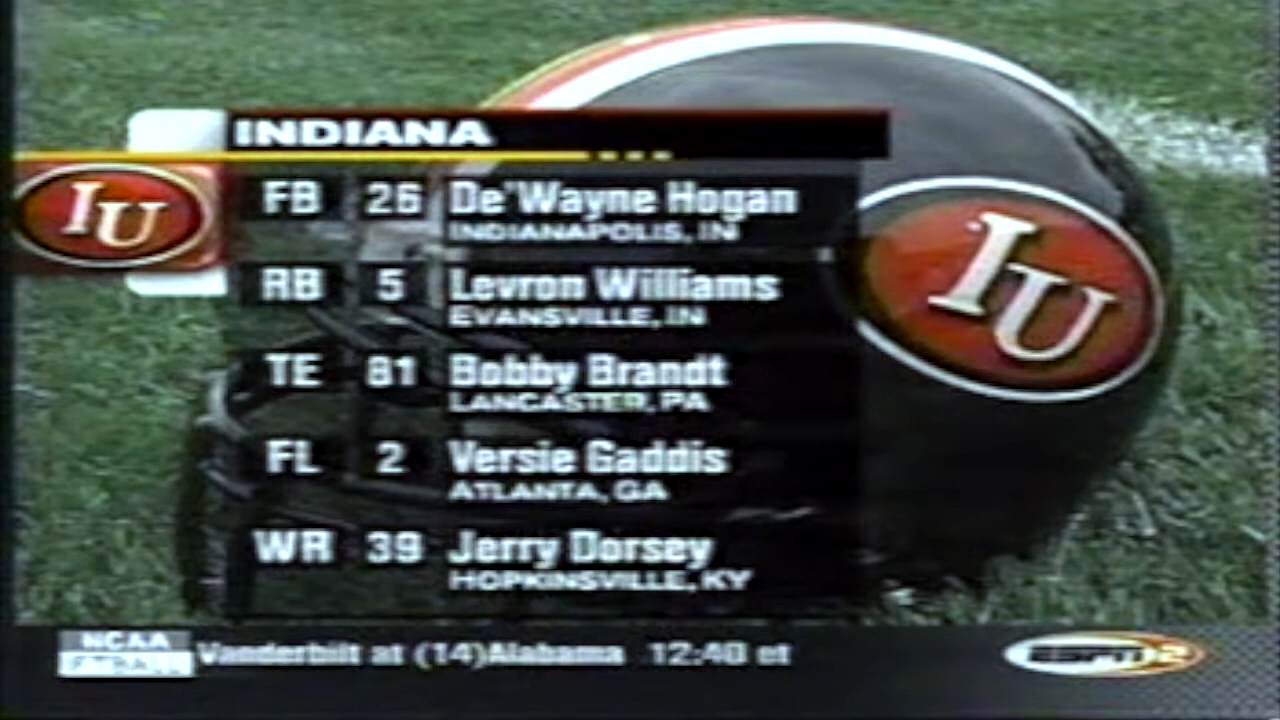 INDIANA
IU
FB 26 De'Wayne Hogan
INDIANAPOLIS, IN
RB 5 Levron Williams
EVANSVILLE, IN
TE 81 Bobby Brandt
LANCASTER, PA
FL 2 Versie Gaddis
ATLANTA, GA
WR 39 Jerry Dorsey
HOPKINSVILLE, KY
IU
NCAA
FTBALL
Vanderbilt at (14)Alabama 12:40 et
ESPN2